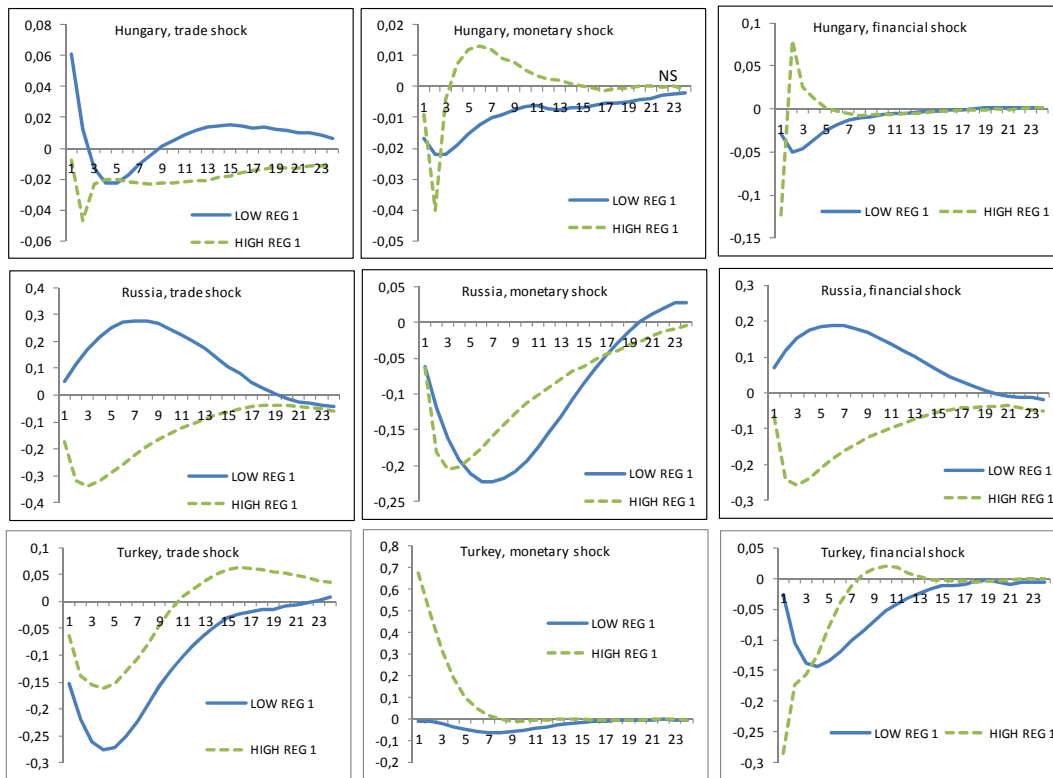 Hungary, trade shock
0,08
0,06
0,04
0,02
0
-0,02
-0,04
-0,06
1 3 5 7 9 11 13 15 17 19 21 23
LOW REG 1
HIGH REG 1
Hungary, monetary shock
0,02
0,01
0
-0,01
-0,02
-0,03
-0,04
-0,05
1 3 5 7 9 11 13 15 17 19 21 23
NS
LOW REG 1
HIGH REG 1
Hungary, financial shock
0,1
0,05
0
-0,05
-0,1
-0,15
1 3 5 7 9 11 13 15 17 19 21 23
LOW REG 1 HIGH REG 1
Russia, trade shock
0,4
0,3
0,2
0,1
0
-0,1
-0,2
-0,3
-0,4
1 3 5 7 9 11 13 15 17 19 21 23
LOW REG 1
HIGH REG 1
Russia, monetary shock
0,05
0
-0,05
-0,1
-0,15
-0,2
-0,25
1 3 5 7 9 11 13 15 17 19 21 23
LOW REG 1
HIGH REG 1
Russia, financial shock
0,3
0,2
0,1
0
-0,1
-0,2
-0,3
1 3 5 7 9 11 13 15 17 19 21 23
LOW REG 1
HIGH REG 1
Turkey, trade shock
0,1
0,05
0
-0,05
-0,1
-0,15
-0,2
-0,25
-0,3
1 3 5 7 9 11 13 15 17 19 21 23
LOW REG 1
HIGH REG 1
Turkey, monetary shock
0,8
0,7
0,6
0,5
0,4
0,3
0,2
0,1
0
-0,1
-0,2
1 3 5 7 9 11 13 15 17 19 21 23
LOW REG 1
HIGH REG 1
Turkey, financial shock
0,05
0
-0,05
-0,1
-0,15
-0,2
-0,25
-0,3
1 3 5 7 9 11 13 15 17 19 21 23
LOW REG 1 HIGH REG 1